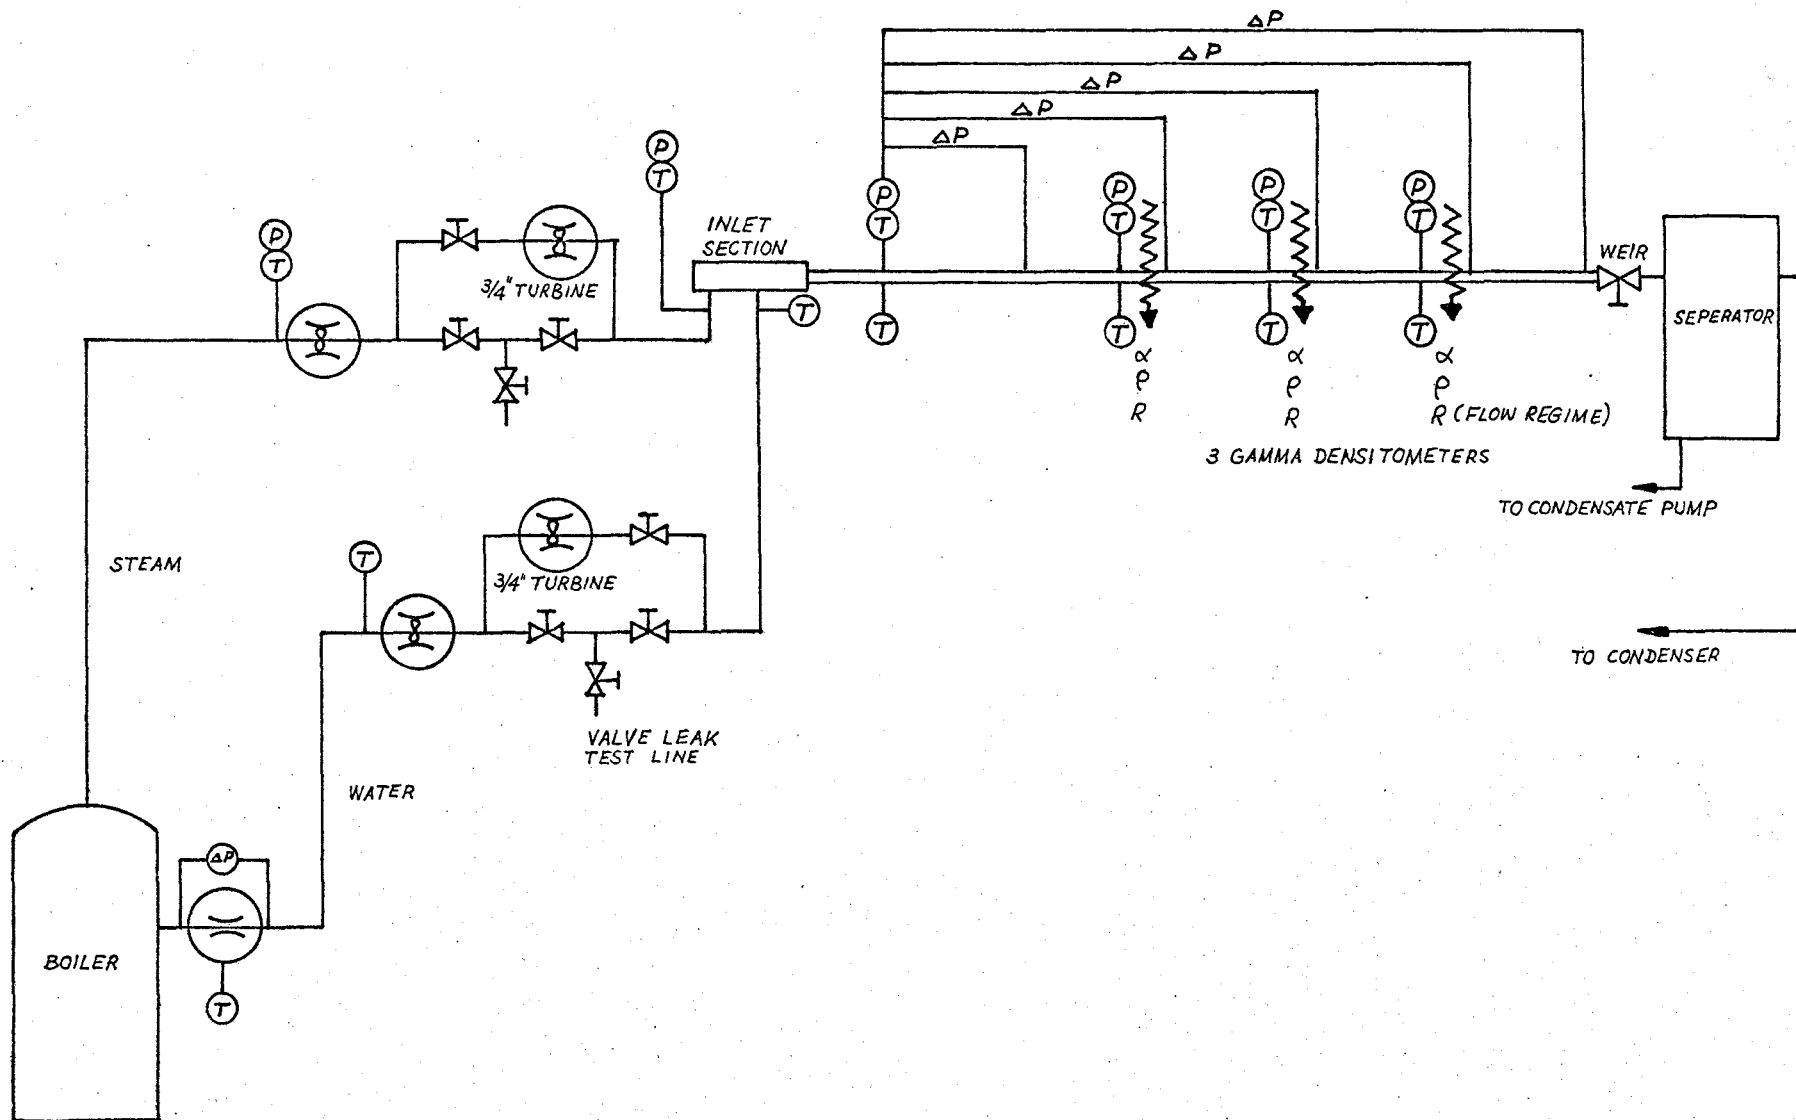 ΔP
ΔP
ΔP
ΔP
ΔP
P
T
P
T
3/4" TURBINE
P
T
INLET
SECTION
T
P
T
T
P
T
T
α
ρ
R
P
T
T
α
ρ
R
P
T
T
α
ρ
R (FLOW REGIME)
3 GAMMA DENSITOMETERS
WEIR
SEPERATOR
TO CONDENSATE PUMP
TO CONDENSER
STEAM
T
3/4" TURBINE
VALVE LEAK
TEST LINE
WATER
ΔP
T
BOILER